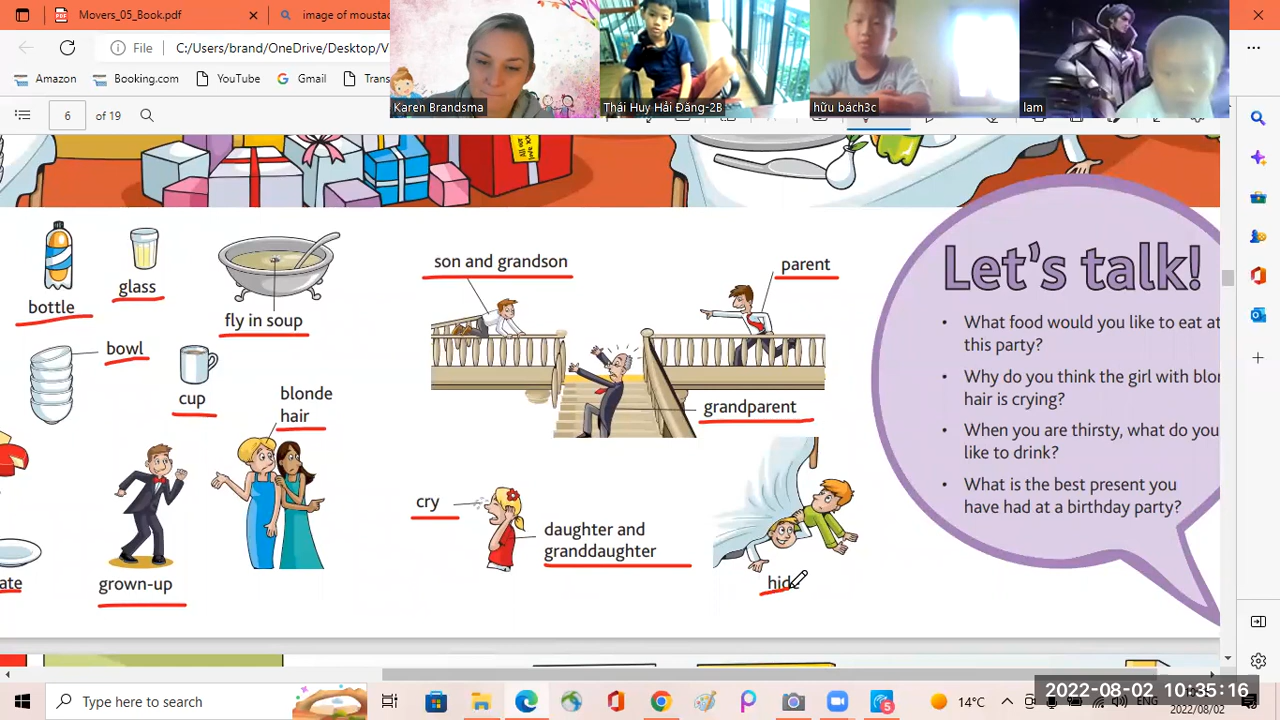 Movers_05_Book.pdf
image of moustac
File
C:/Users/brand/OneDrive/Desktop/V
Amazon
Booking.com
YouTube
Gmail
6
of 19
Karen Brandsma
Thái Huy Hải Đăng-2B
hữu bách3c
lam
bottle
glass
fly in soup
bowl
cup
blonde
hair
grown-up
son and grandson
parent
grandparent
cry
daughter and
granddaughter
hide
Let's talk!
• What food would you like to eat at
this party?
• Why do you think the girl with blon
hair is crying?
• When you are thirsty, what do you
like to drink?
• What is the best present you
have had at a birthday party?
Type here to search
5
14°C
ENG
2022-08-02 10:35:16
2022/08/02